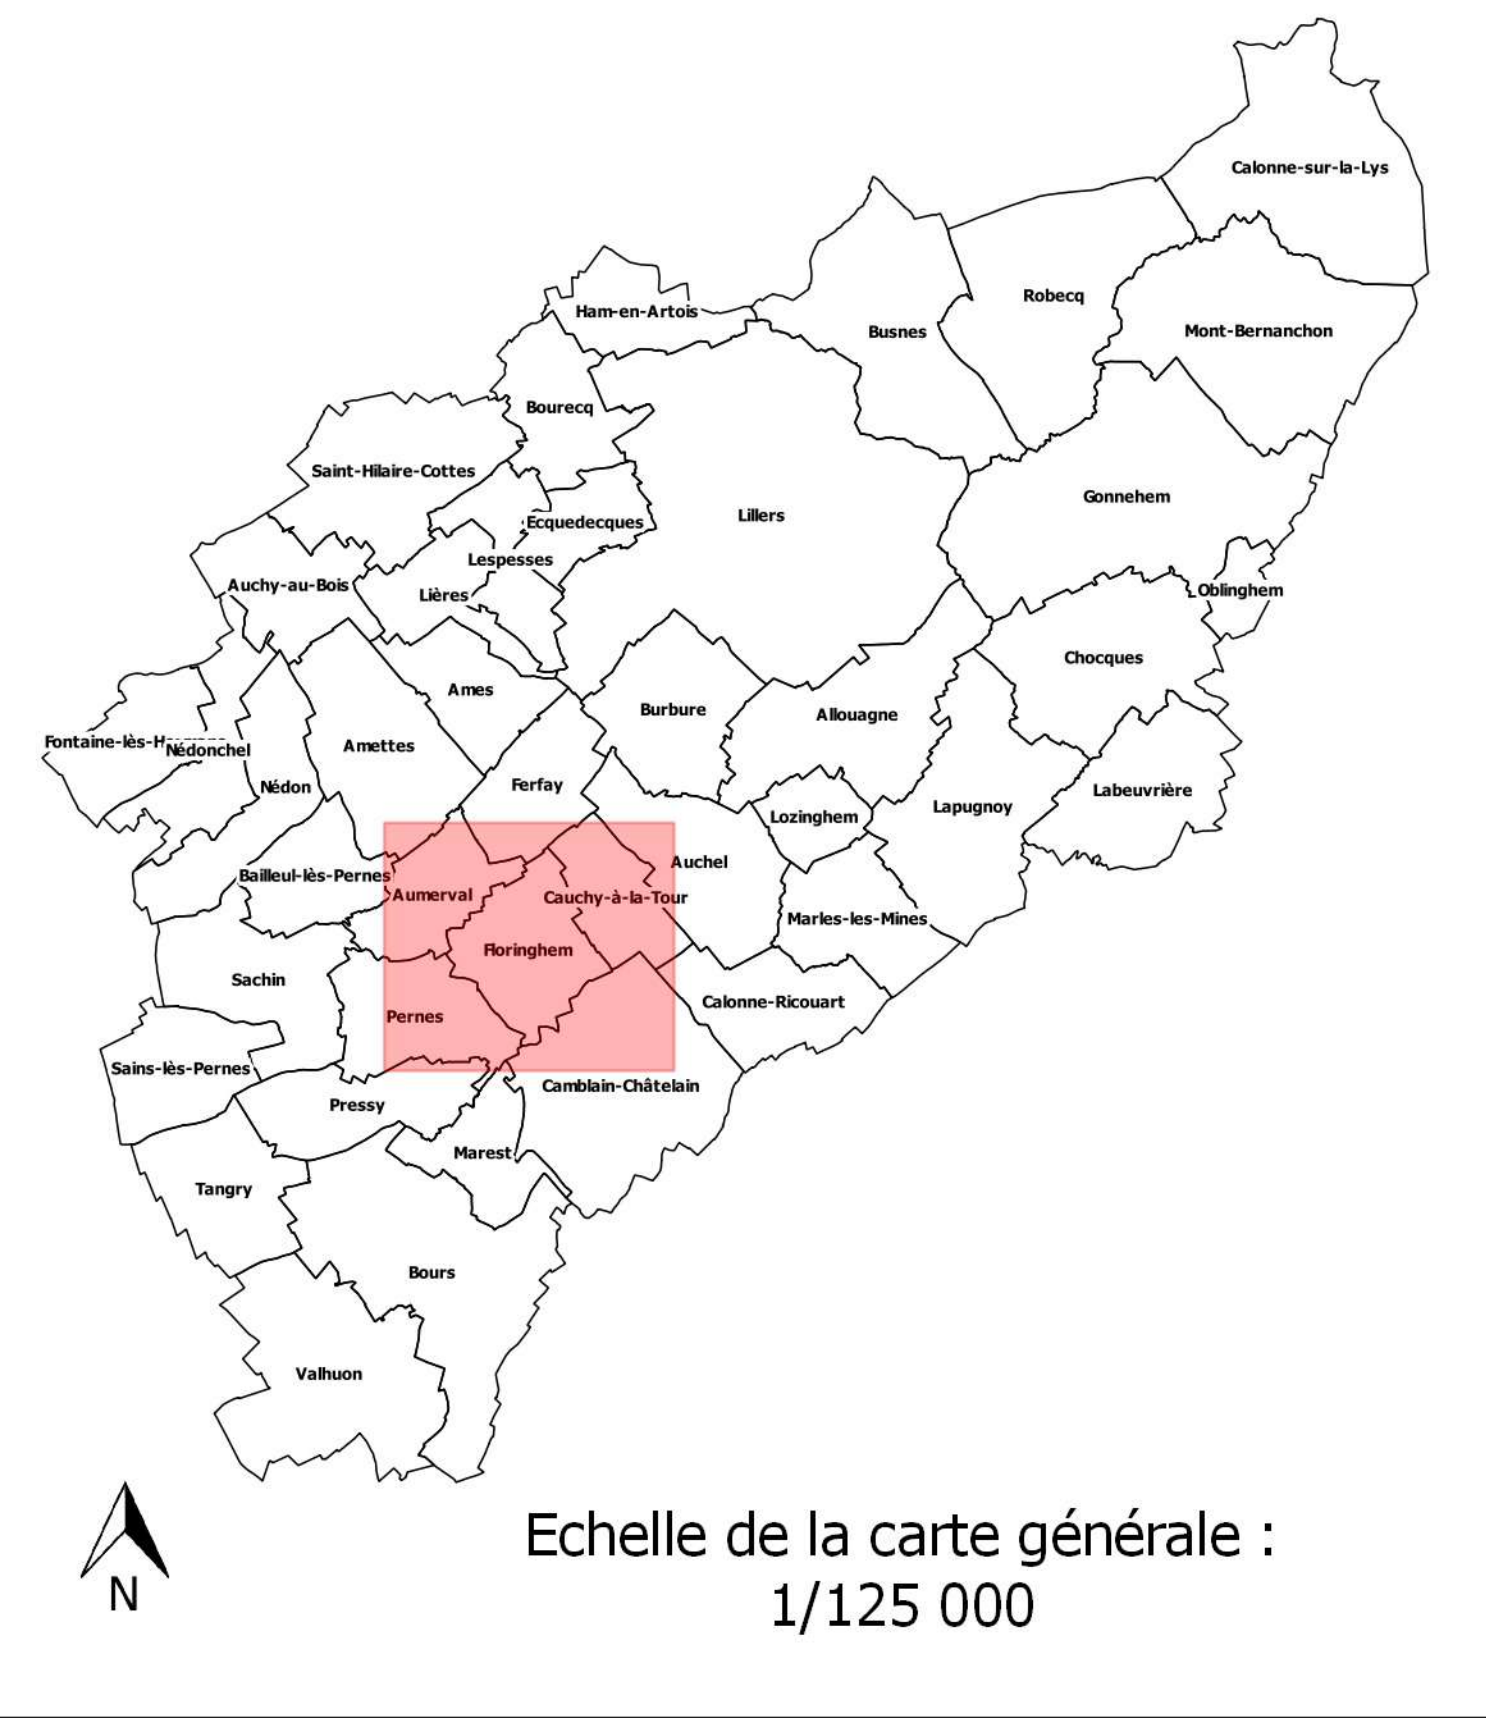 Calonne-sur-la-Lys
Robecq
Ham-en-Artois
Busnes
Mont-Bernanchon
Bourecq
Saint-Hilaire-Cottes
Gonnehem
Lillers
Ecquedecques
Lespesses
Auchy-au-Bois
Lières
Oblinghem
Chocques
Ames
Burbure
Allouagne
Fontaine-lès-H
Nédonchel
Amettes
Nédon
Ferfay
Labeuvrière
Lapugnoy
Lozinghem
Auchel
Bailleul-lès-Pernes
Aumerval
Cauchy-à-la-Tour
Marles-les-Mines
Floringhem
Sachin
Calonne-Ricouart
Pernes
Sains-lès-Pernes
Camblain-Châtelain
Pressy
Marest
Tangry
Bours
Valhuon
Echelle de la carte générale :
1/125 000
N